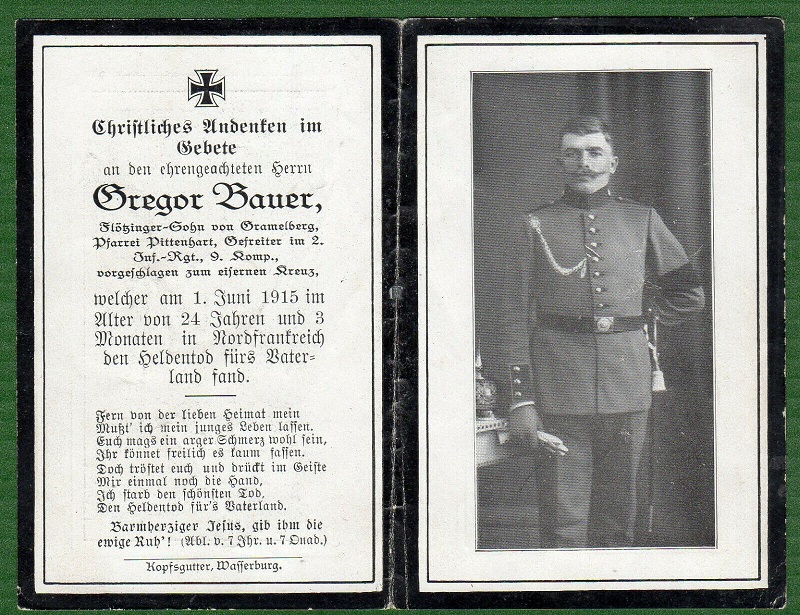 Christliches Andenken im
Gebete
an den ehrengeachteten Herrn
Gregor Bauer,
Flötzinger-Sohn von Gramelberg,
Pfarrei Pittenhart, Gefreiter im 2.
Inf.-Rgt., 9. Komp.,
vorgeschlagen zum eisernen Kreuz,
welcher am 1. Juni 1915 im
Alter von 24 Jahren und 3
Monaten in Nordfrankreich
den Heldentod fürs Vater-
land fand.
Fern von der lieben Heimat mein
Mußt' ich mein junges Leben lassen.
Euch mags ein arger Schmerz wohl sein,
Ihr könnet freilich es kaum fassen.
Doch tröstet euch und drückt im Geiste
Mir einmal noch die Hand,
Ich starb den schönsten Tod,
Den Heldentod für's Vaterland.
Barmherziger Jesus, gib ihm die
ewige Ruh'! (Abl. v. 7 Jhr. u. 7 Quad.)
Kopfsgutter, Wasserburg.